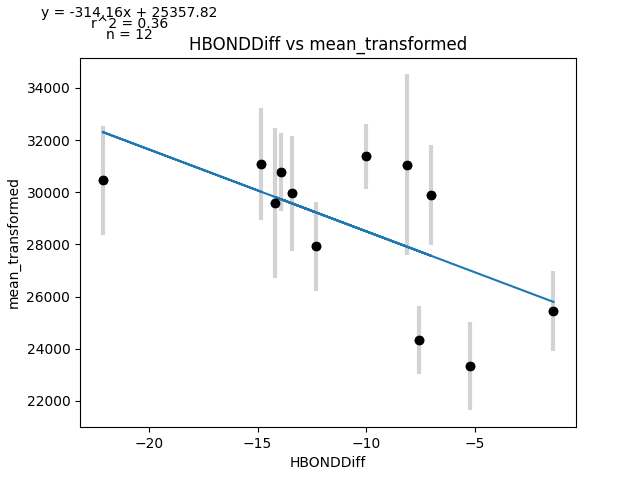 y = -314.16x + 25357.82
r^2 = 0.36
n = 12
HBONDDiff vs mean_transformed
34000
32000
30000
28000
26000
24000
22000
mean_transformed
−20
−15
−10
−5
HBONDDiff